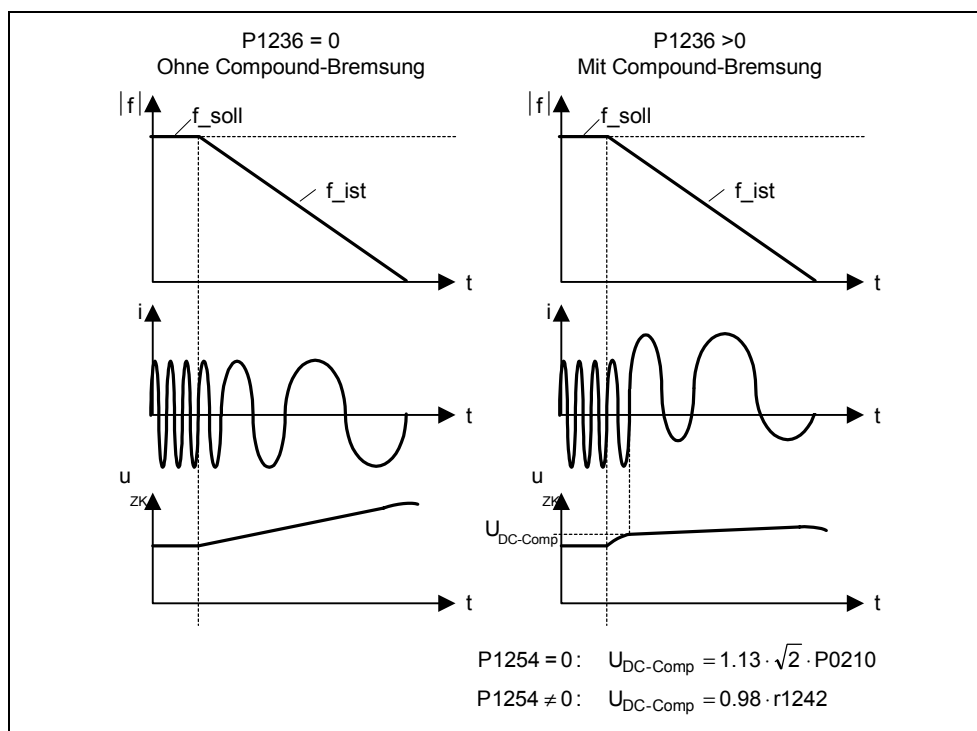 P1236 = 0
Ohne Compound-Bremsung
|f|
f_soll
f_ist
t
i
t
u
ZK
t
P1236 >0
Mit Compound-Bremsung
|f|
f_soll
f_ist
t
i
t
u
ZK
U_DC-Comp
t
P1254 = 0 : U_DC-Comp = 1.13 · √2 · P0210
P1254 ≠ 0 : U_DC-Comp = 0.98 · r1242